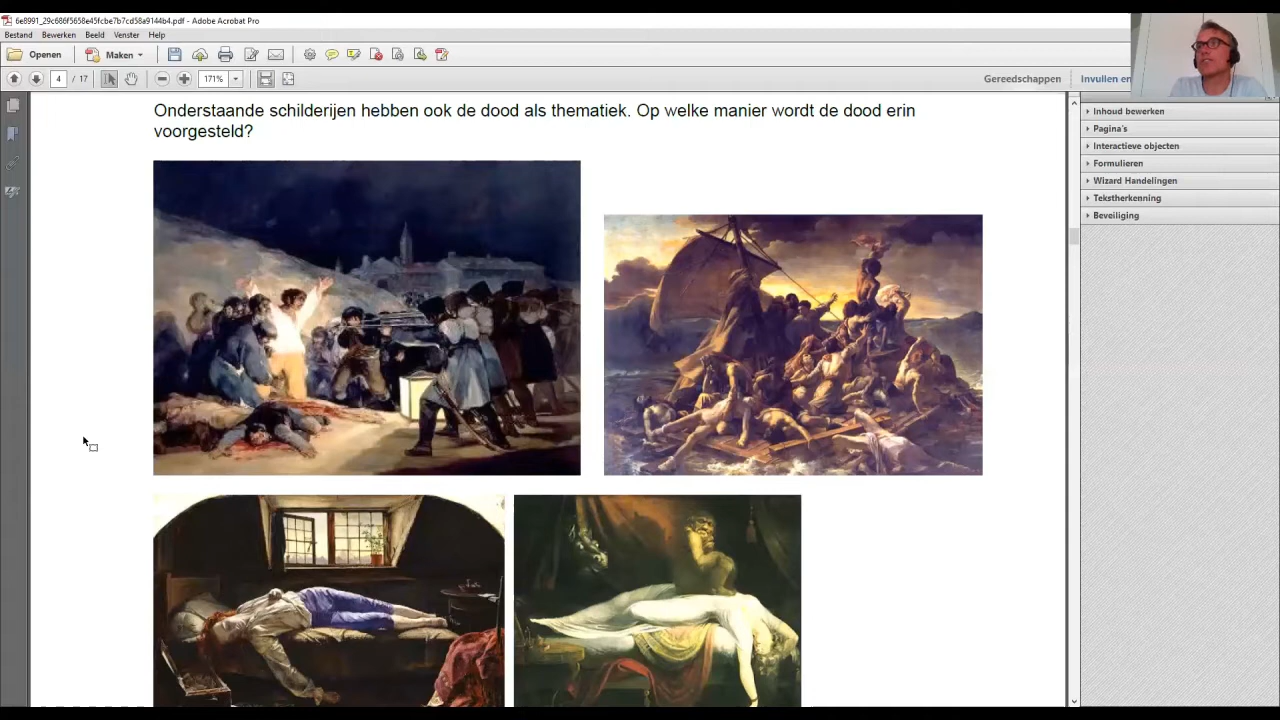 6e8991_29c686f5658e45fcbe7b7cd58a9144b4.pdf - Adobe Acrobat Pro
Bestand Bewerken Beeld Venster Help
Openen Maken
4 / 17 171% Gereedschappen Invullen en
Onderstaande schilderijen hebben ook de dood als thematiek. Op welke manier wordt de dood erin
voorgesteld?
Inhoud bewerken
Pagina's
Interactieve objecten
Formulieren
Wizard Handelingen
Tekstherkenning
Beveiliging